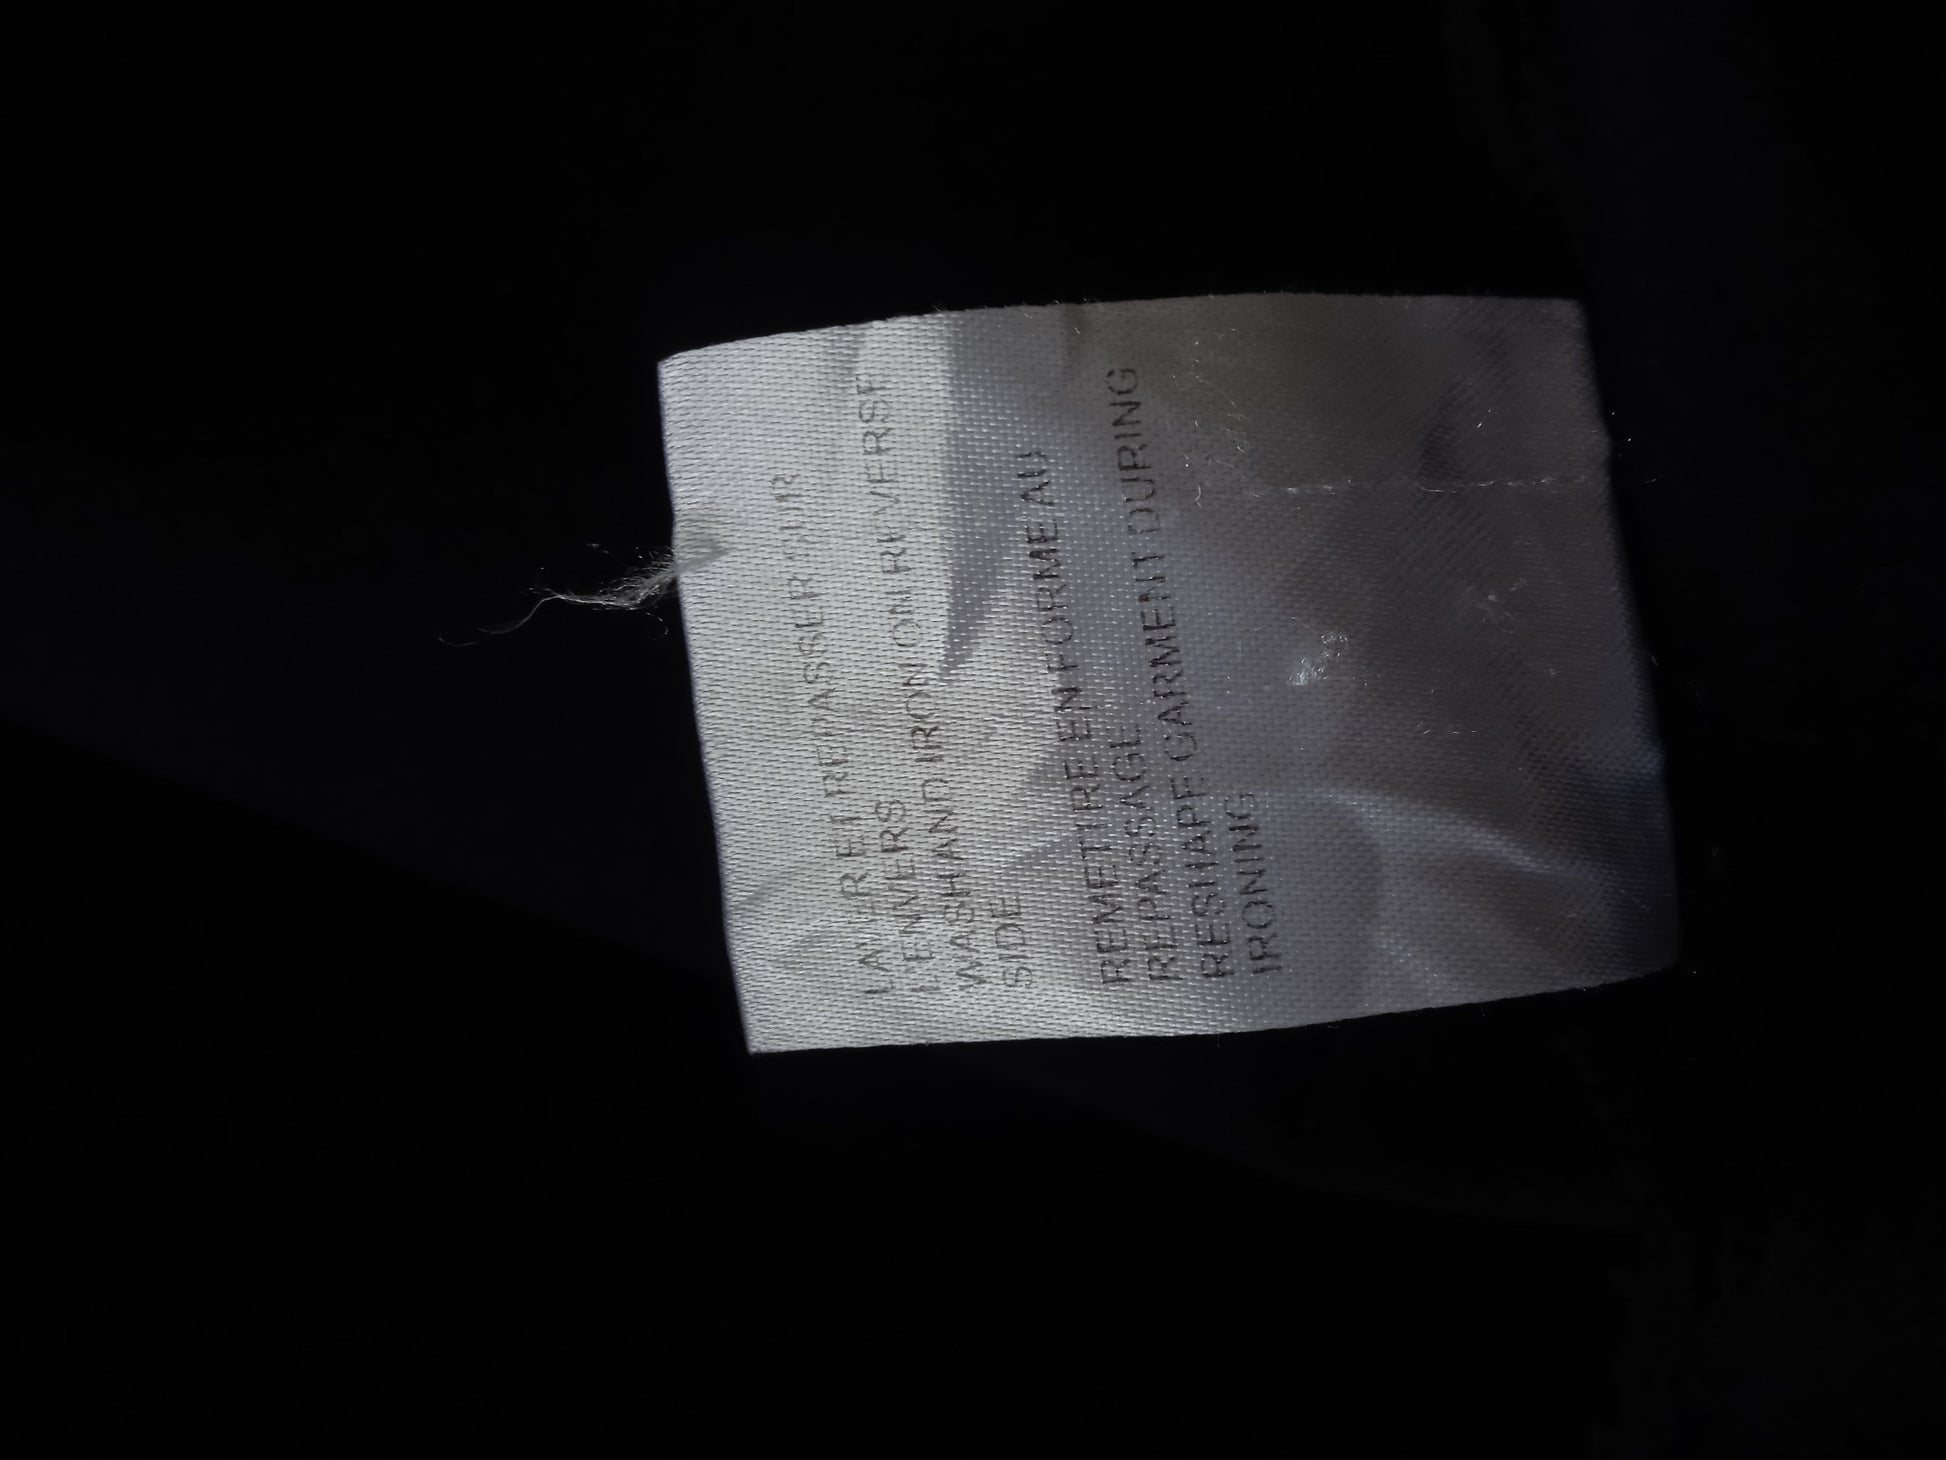 LAVER ET REPASSER SUR
L'ENVERS
WASH AND IRON ON REVERSE
SIDE
REMETTRE EN FORME AU
REPASSAGE
RESHAPE GARMENT DURING
IRONING